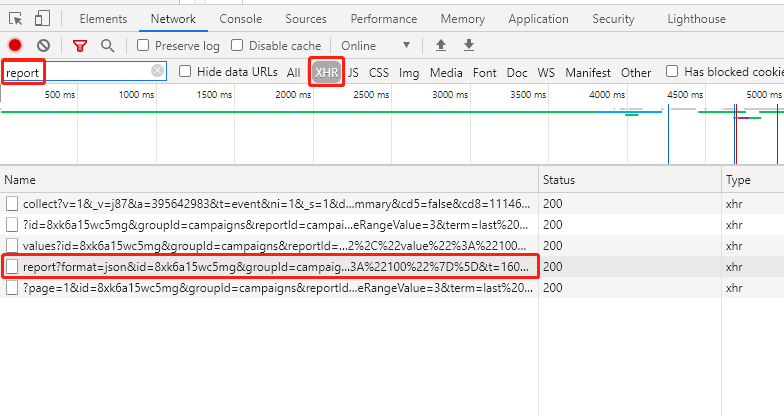 Elements Network Console Sources Performance Memory Security Application Lighthouse
Preserve log Disable cache Online ▼
report Hide data URLs All XHR JS CSS Img Media Font Doc WS Manifest Other Has blocked cookie
500 ms 1000 ms 1500 ms 2000 ms 2500 ms 3000 ms 3500 ms 4000 ms 4500 ms 5000 ms
Name Status Type
collect?v=1&_v=j87&a=395642983&t=event&ni=1&_s=1&d...mmary&cd5=false&cd8=11146... 200 xhr
?id=8xk6a15wc5mg&groupId=campaigns&reportId=campai...eRangeValue=3&term=last%20... 200 xhr
values?id=8xk6a15wc5mg&groupId=campaigns&reportId=...2%2C%22value%22%3A%22100... 200 xhr
report?format=json&id=8xk6a15wc5mg&groupId=campaig...3A%22100%22%7D%5D&t=160... 200 xhr
?page=1&id=8xk6a15wc5mg&groupId=campaigns&reportId...eRangeValue=3&term=last%20... 200 xhr